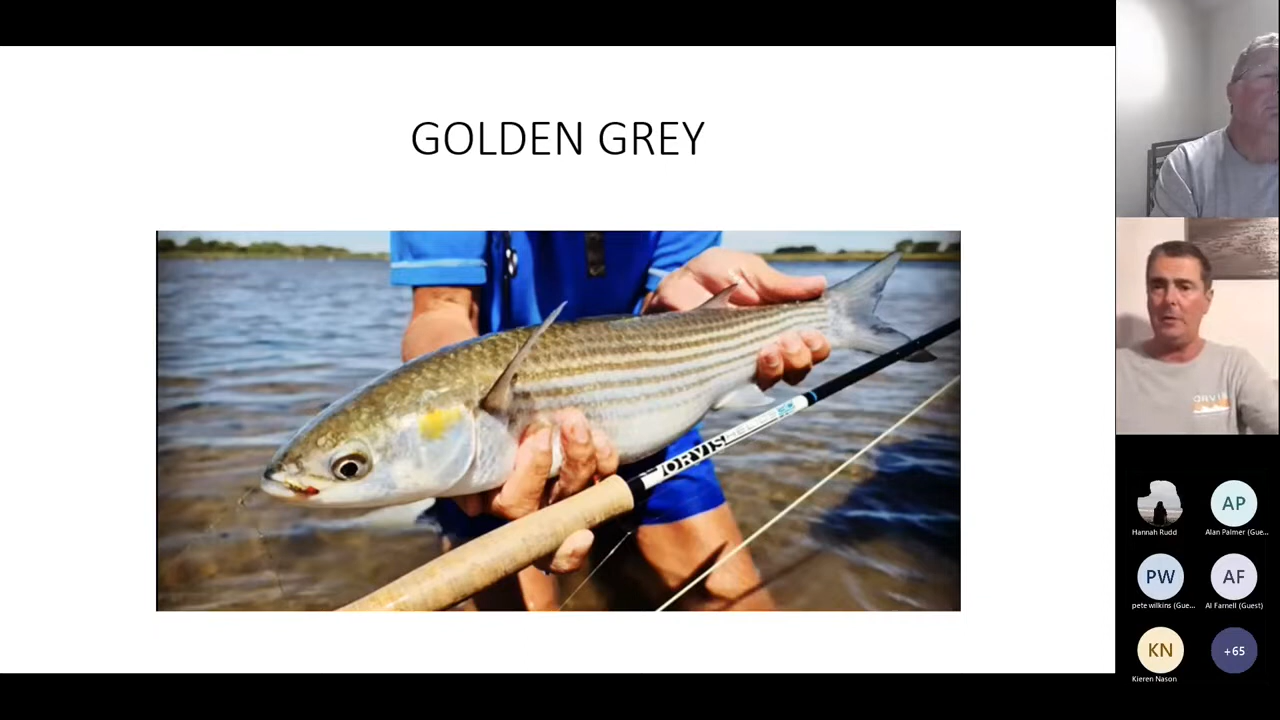 GOLDEN GREY
ORVIS
ORVIS
Hannah Rudd
AP
Alan Palmer (Gue...
PW
pete wilkins (Gue...
AF
Al Farnell (Guest)
KN
Kieren Nason
+65